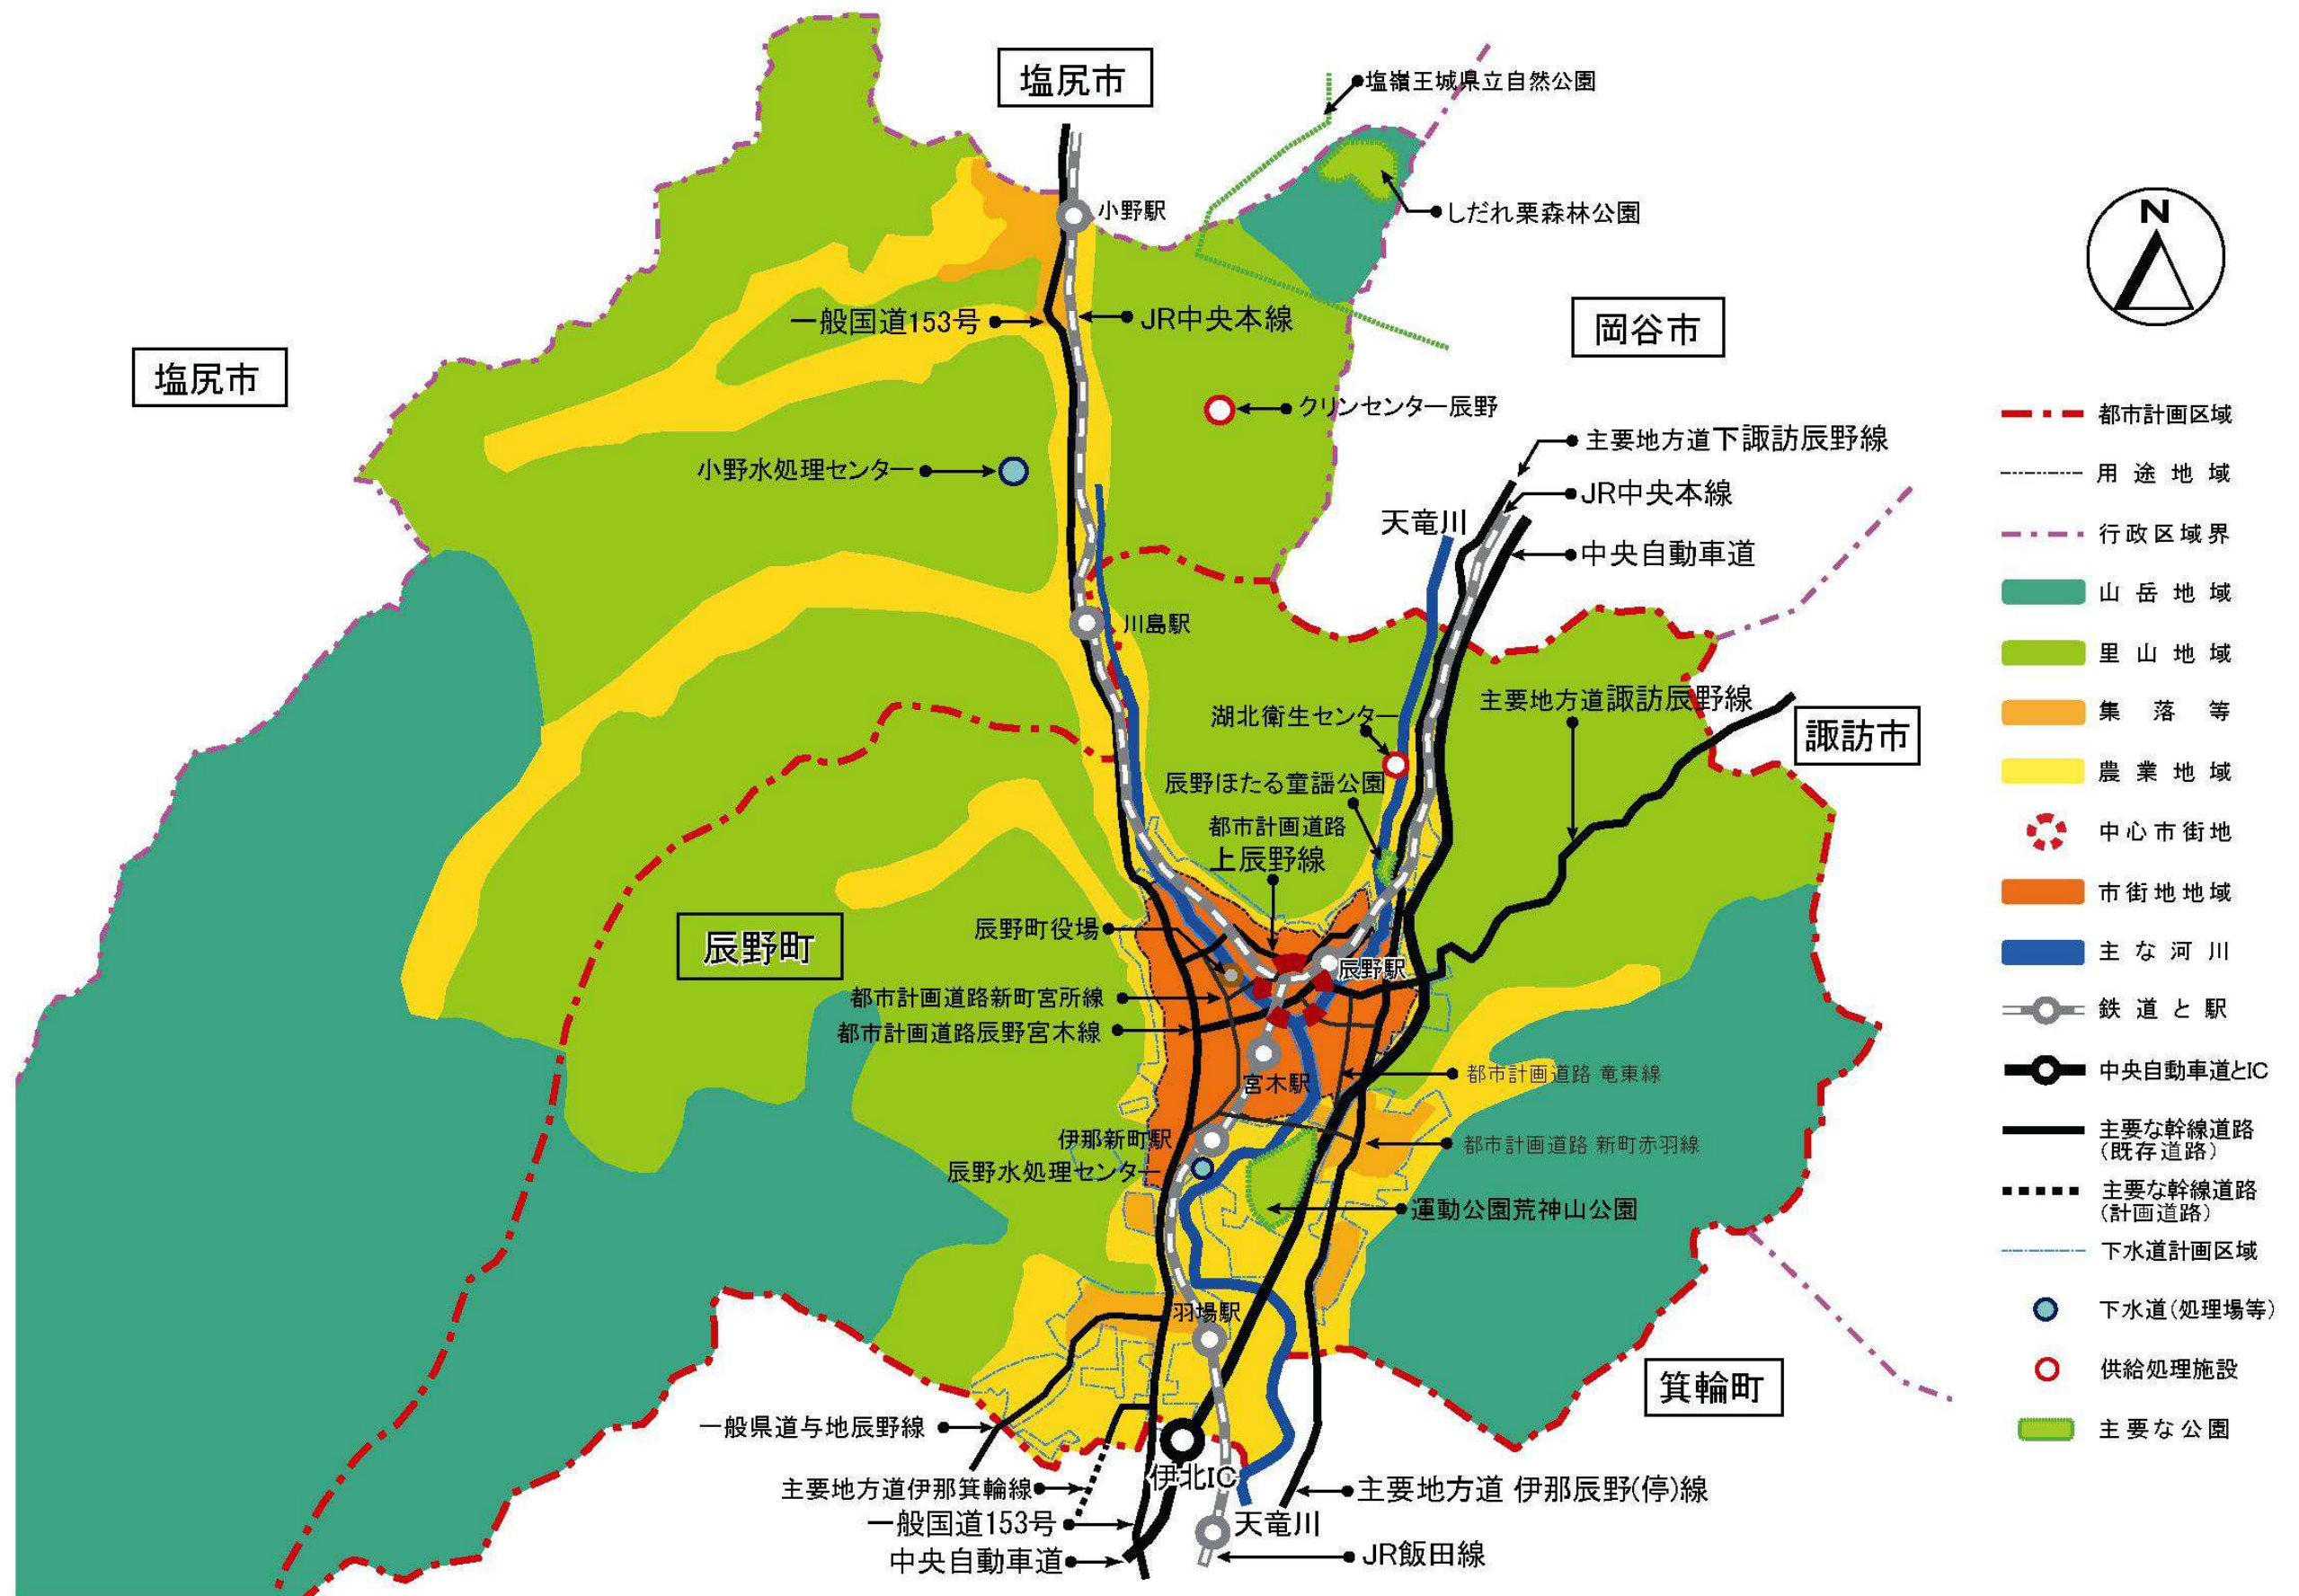 塩尻市
塩嶺王城県立自然公園
しだれ栗森林公園
小野駅
一般国道153号
JR中央本線
岡谷市
塩尻市
クリンセンター辰野
主要地方道下諏訪辰野線
小野水処理センター
JR中央本線
天竜川
中央自動車道
川島駅
主要地方道諏訪辰野線
湖北衛生センター
諏訪市
辰野ほたる童謡公園
都市計画道路
上辰野線
辰野町役場
辰野町
辰野駅
都市計画道路新町宮所線
都市計画道路辰野宮木線
都市計画道路 竜東線
宮木駅
伊那新町駅
都市計画道路 新町赤羽線
辰野水処理センター
運動公園荒神山公園
羽場駅
箕輪町
一般県道与地辰野線
伊北IC
主要地方道伊那箕輪線
主要地方道 伊那辰野(停)線
一般国道153号
天竜川
中央自動車道
JR飯田線
N
都市計画区域
用途地域
行政区域界
山岳地域
里山地域
集落等
農業地域
中心市街地
市街地地域
主な河川
鉄道と駅
中央自動車道とIC
主要な幹線道路
(既存道路)
主要な幹線道路
(計画道路)
下水道計画区域
下水道(処理場等)
供給処理施設
主要な公園